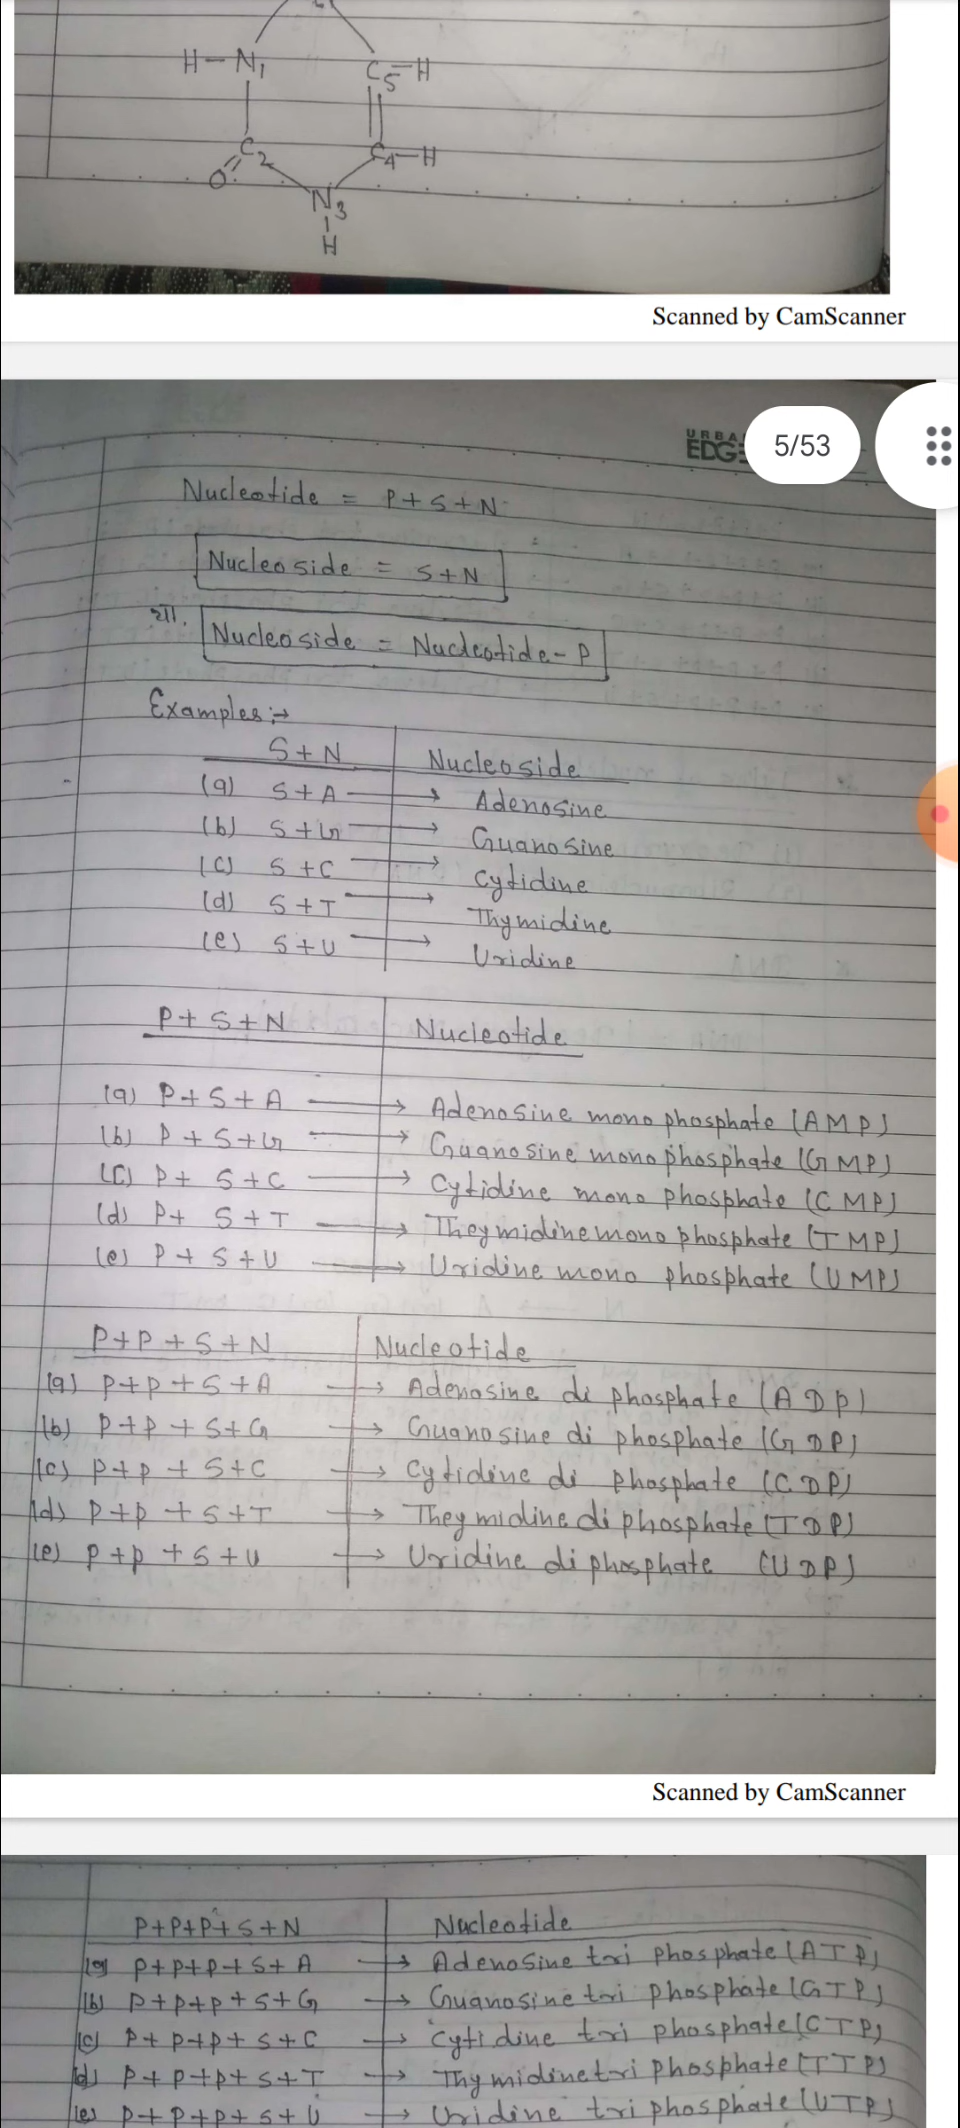 H-N1
C5-H
C2
C4-H
O
N3
H
Scanned by CamScanner
URBA
EDGE
5/53
Nucleotide = P+S+N
Nucleoside = S+N
या.
Nucleoside = Nucleotide-P
Examples:→
S+N Nucleoside
(a) S+A → Adenosine
(b) S+G → Guanosine
(c) S+C → Cytidine
(d) S+T → Thymidine
(e) S+U → Uridine
P+S+N Nucleotide
(a) P+S+A → Adenosine mono phosphate (AMP)
(b) P+S+G → Guanosine mono phosphate (GMP)
(c) P+ S+C → Cytidine mono phosphate (CMP)
(d) P+ S+T → Theymidine mono phosphate (TMP)
(e) P+S+U → Uridine mono phosphate (UMP)
P+P+S+N Nucleotide
(a) P+P+S+A → Adenosine di phosphate (ADP)
(b) P+P+S+G → Guanosine di phosphate (GDP)
(c) P+P+S+C → Cytidine di phosphate (CDP)
(d) P+P+S+T → Theymidine di phosphate (TDP)
(e) P+P+S+U → Uridine di phosphate (UDP)
Scanned by CamScanner
P+P+P+S+N Nucleotide
(a) P+P+P+S+A → Adenosine tri phosphate (ATP)
(b) P+P+P+S+G → Guanosine tri phosphate (GTP)
(c) P+P+P+S+C → Cytidine tri phosphate (CTP)
(d) P+P+P+S+T → Thymidine tri phosphate (TTP)
(e) P+P+P+S+U → Uridine tri phosphate (UTP)